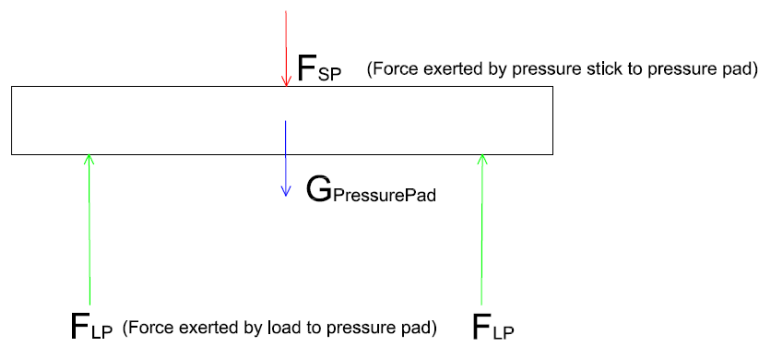 FSP (Force exerted by pressure stick to pressure pad)
GPressurePad
FLP (Force exerted by load to pressure pad) FLP